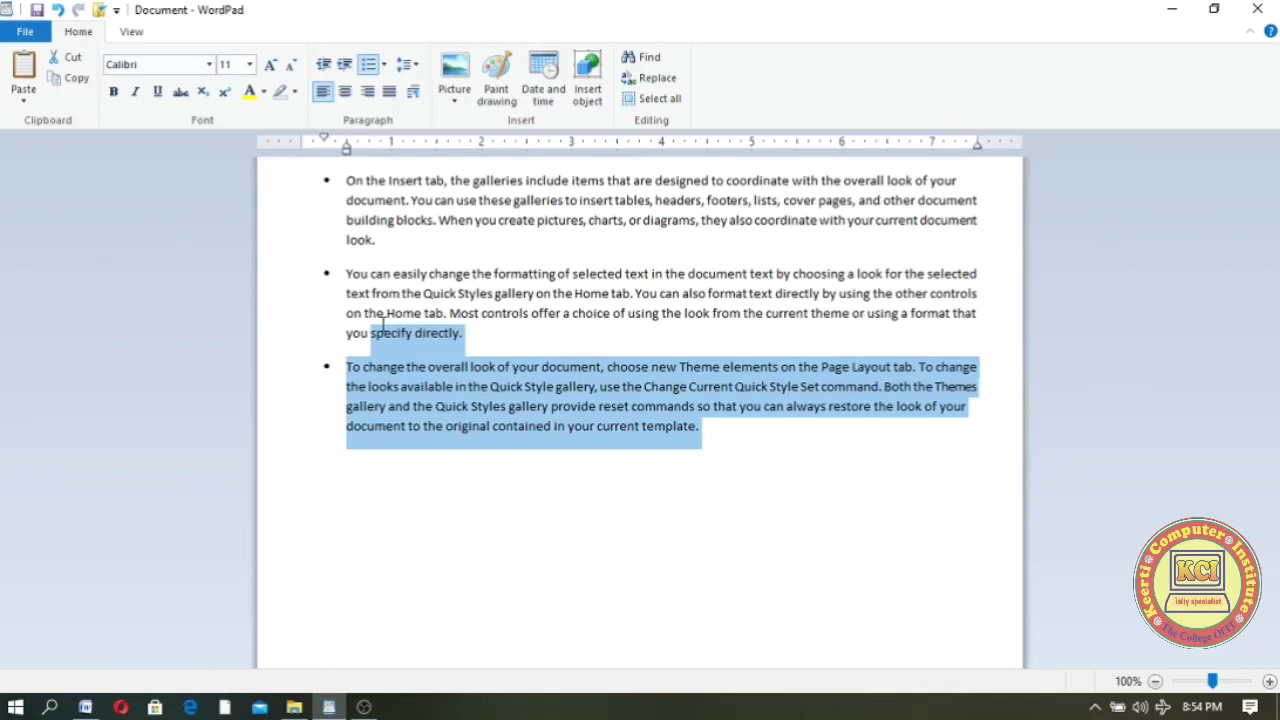 Document - WordPad
File
Home
View
Paste
Cut
Copy
Clipboard
Calibri
11
Font
Paragraph
Picture
Paint drawing
Date and time
Insert object
Insert
Find
Replace
Select all
Editing
1 2 3 4 5 6 7
• On the Insert tab, the galleries include items that are designed to coordinate with the overall look of your
document. You can use these galleries to insert tables, headers, footers, lists, cover pages, and other document
building blocks. When you create pictures, charts, or diagrams, they also coordinate with your current document
look.
• You can easily change the formatting of selected text in the document text by choosing a look for the selected
text from the Quick Styles gallery on the Home tab. You can also format text directly by using the other controls
on the Home tab. Most controls offer a choice of using the look from the current theme or using a format that
you specify directly.
• To change the overall look of your document, choose new Theme elements on the Page Layout tab. To change
the looks available in the Quick Style gallery, use the Change Current Quick Style Set command. Both the Themes
gallery and the Quick Styles gallery provide reset commands so that you can always restore the look of your
document to the original contained in your current template.
Keerti Computer Institute
KCI
Tally specialist
The College Of IT
100%
8:54 PM